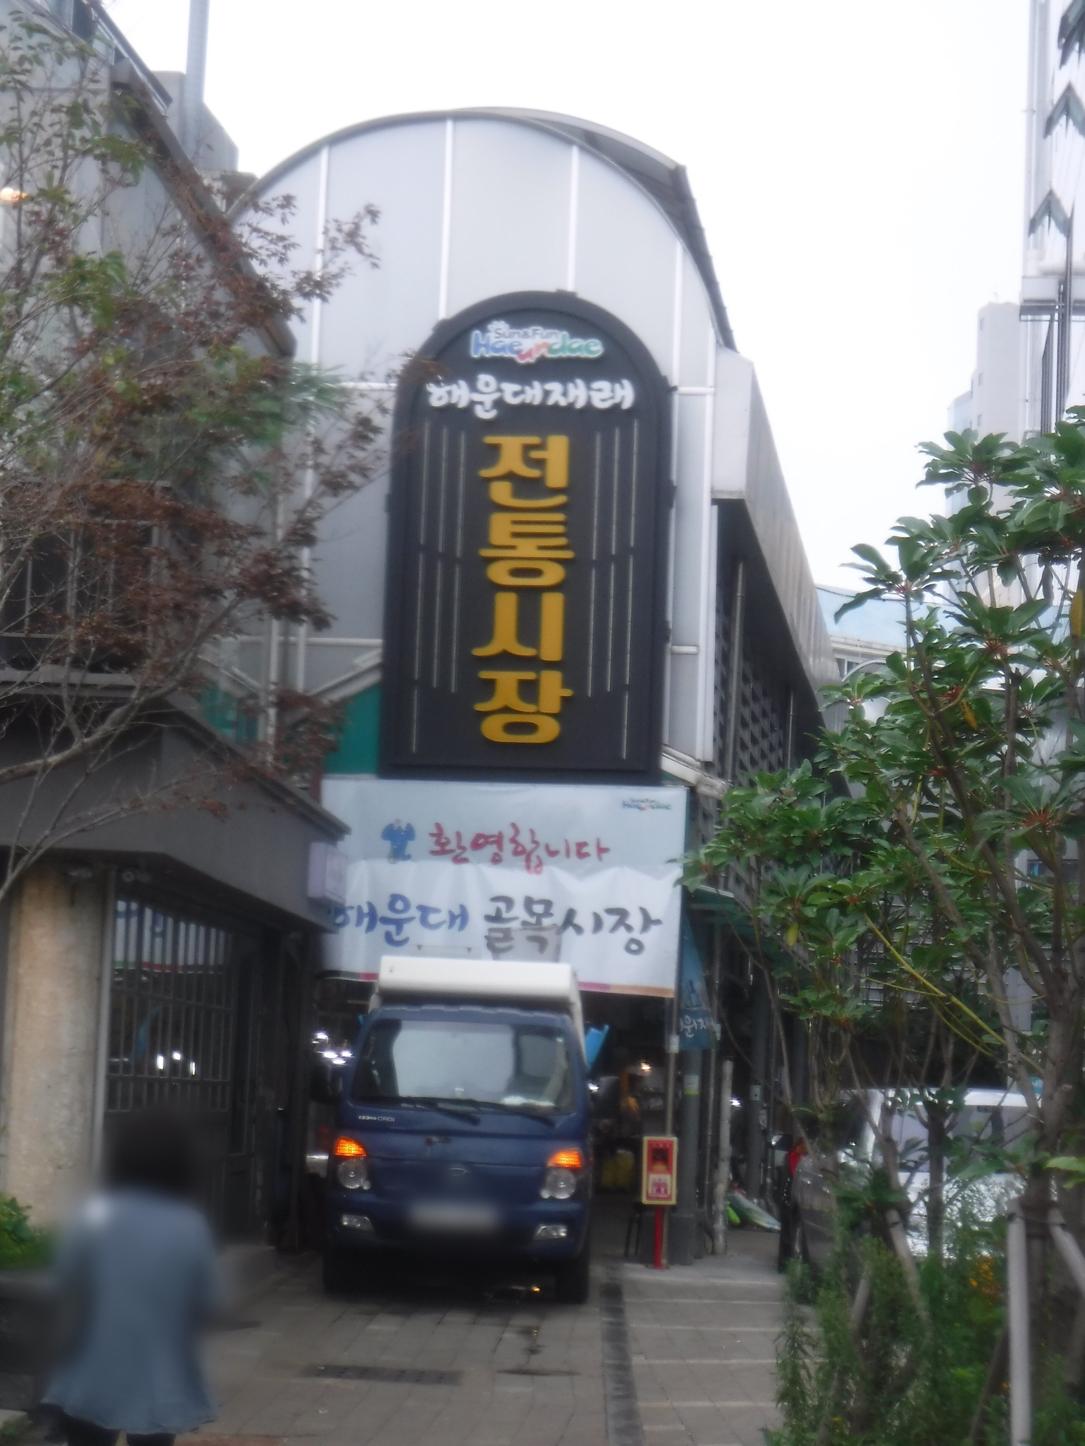 Sun&Fun
Haeundae
해운대재래
전통시장
Haeundae
환영합니다
해운대 골목시장